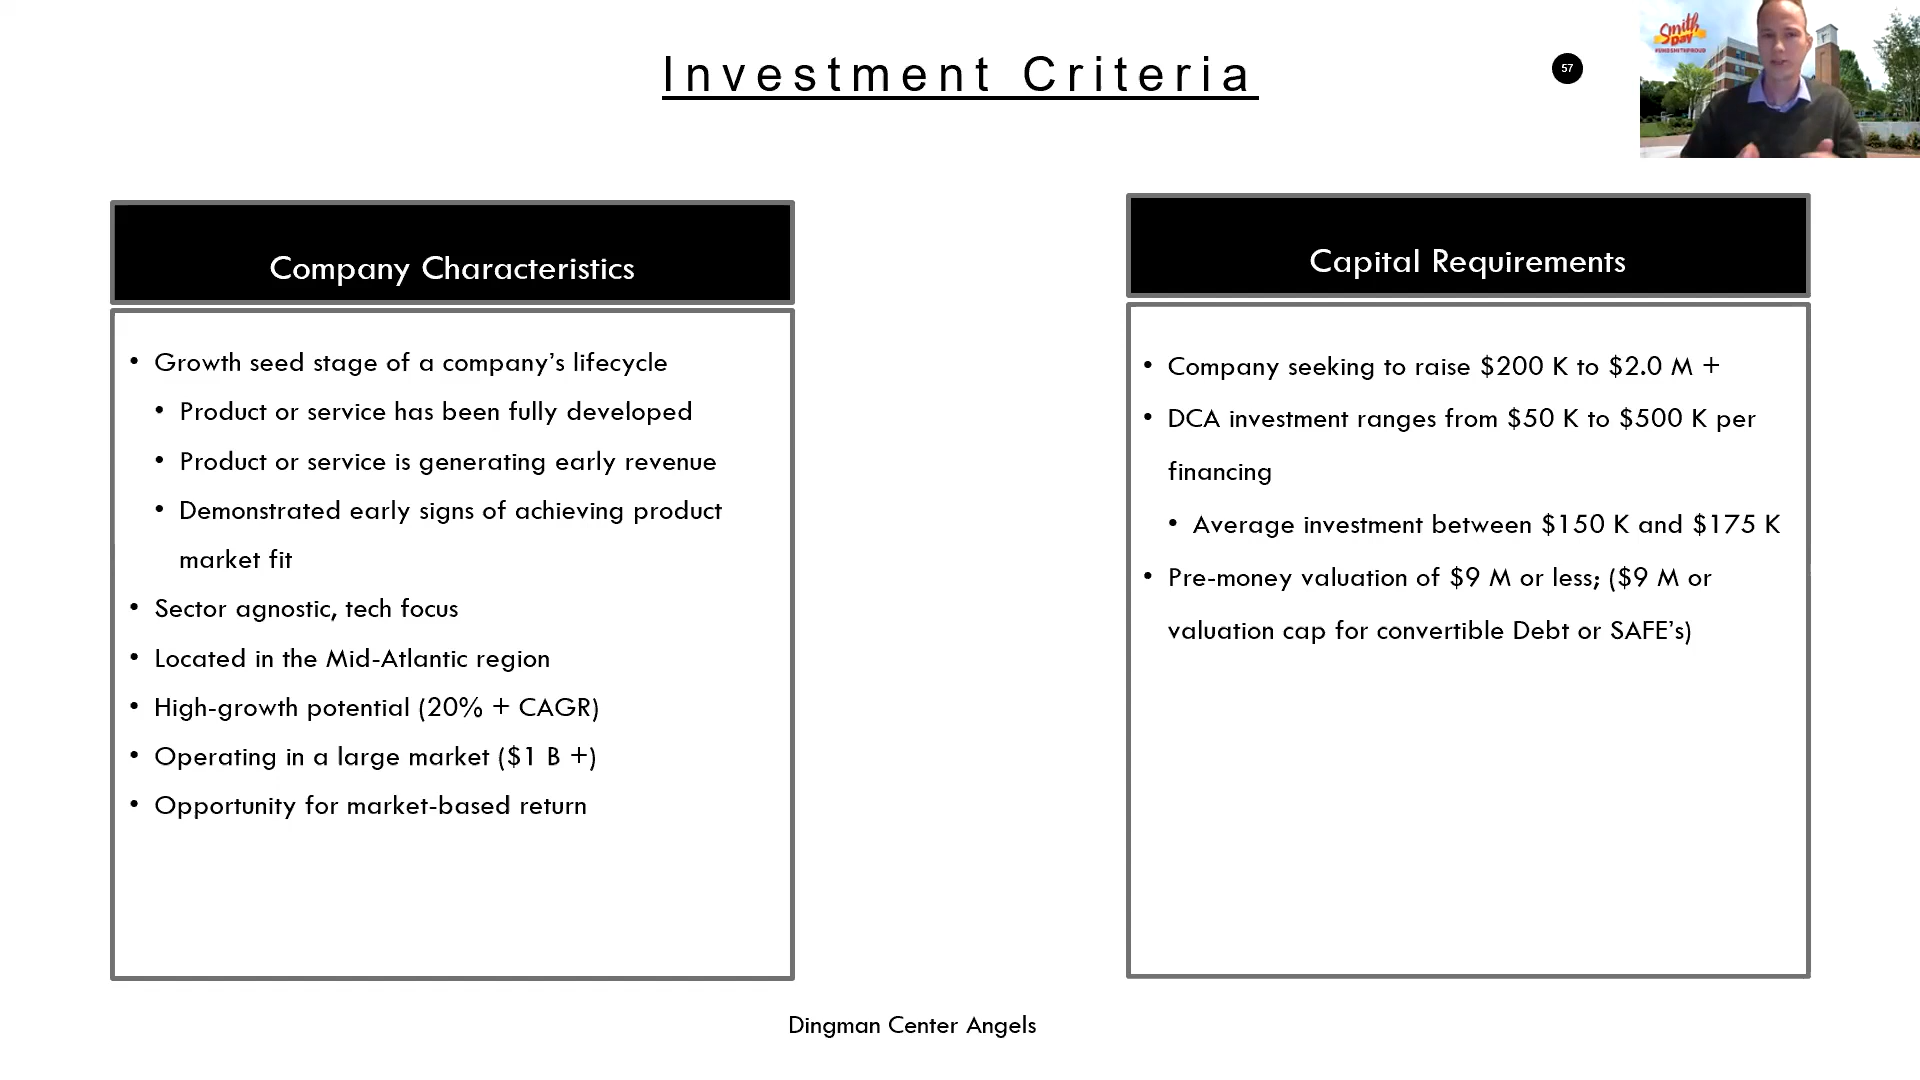 Investment Criteria
57
Smith
Day
Company Characteristics
• Growth seed stage of a company’s lifecycle
• Product or service has been fully developed
• Product or service is generating early revenue
• Demonstrated early signs of achieving product
market fit
• Sector agnostic, tech focus
• Located in the Mid-Atlantic region
• High-growth potential (20% + CAGR)
• Operating in a large market ($1 B +)
• Opportunity for market-based return
Capital Requirements
• Company seeking to raise $200 K to $2.0 M +
• DCA investment ranges from $50 K to $500 K per
financing
• Average investment between $150 K and $175 K
• Pre-money valuation of $9 M or less; ($9 M or
valuation cap for convertible Debt or SAFE’s)
Dingman Center Angels